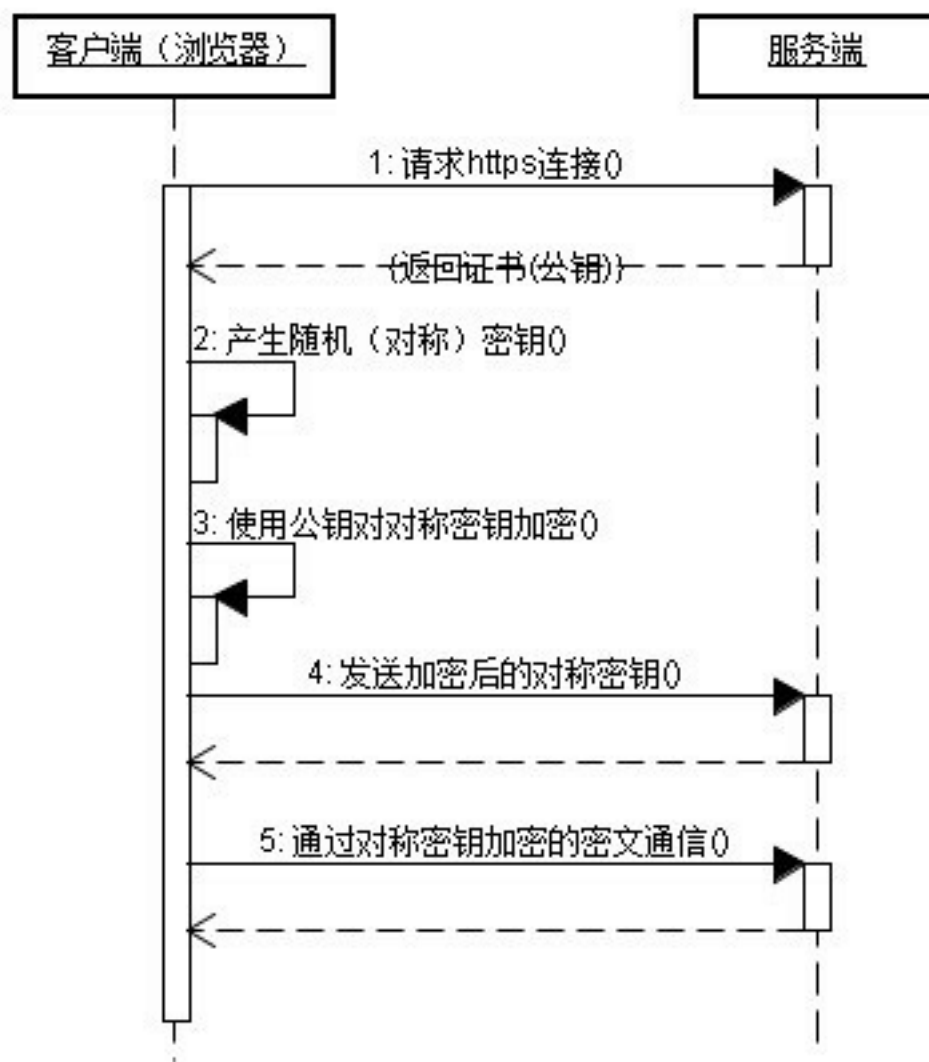 客户端（浏览器）
服务端
1: 请求https连接()
(返回证书(公钥))
2: 产生随机（对称）密钥()
3: 使用公钥对对称密钥加密()
4: 发送加密后的对称密钥()
5: 通过对称密钥加密的密文通信()